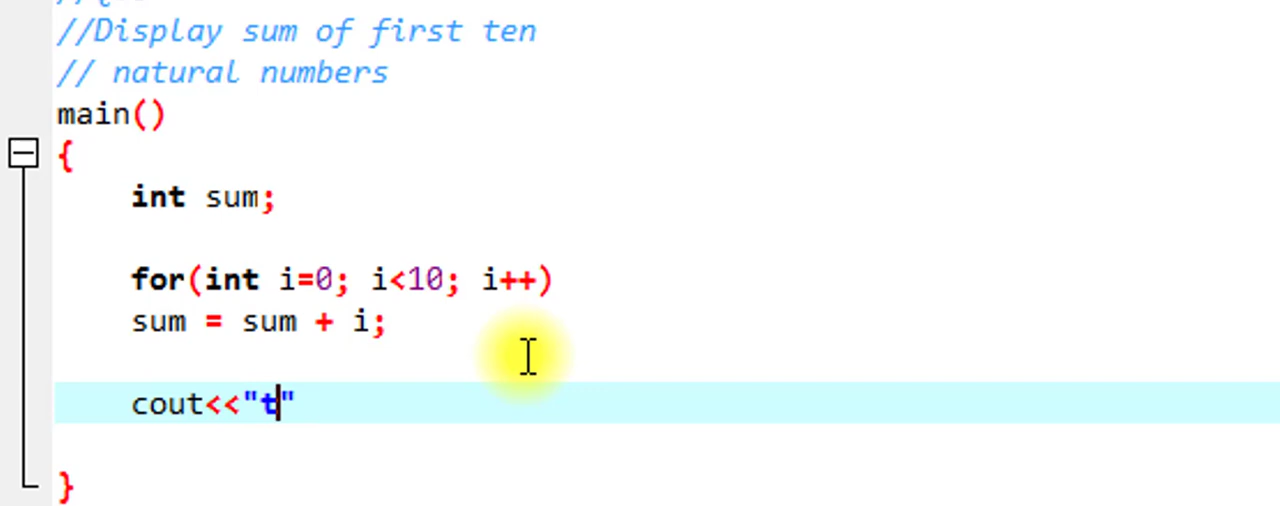 //Display sum of first ten
// natural numbers
main()
{
int sum;
for(int i=0; i<10; i++)
sum = sum + i;
cout<<"t"
}